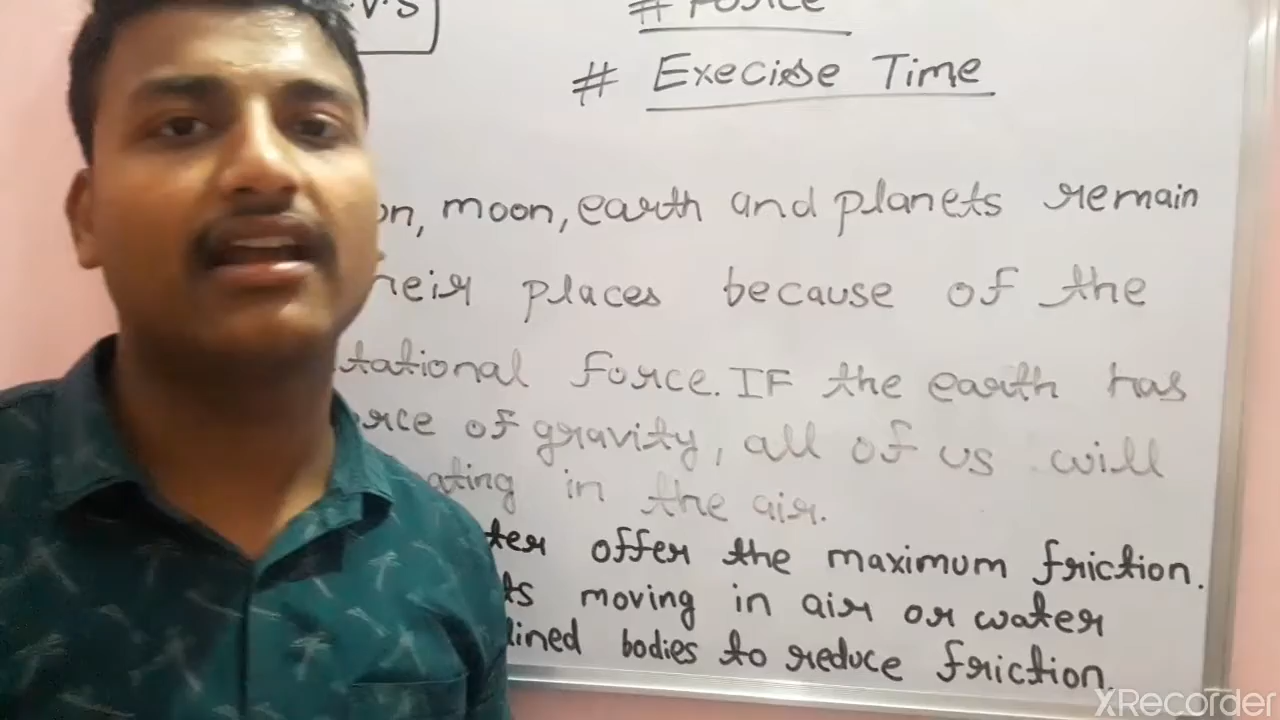 .V.S
# Force
# Execise Time
on, moon, earth and planets remain
heir places because of the
tational force. IF the earth has
orce of gravity, all of us will
ating in the air.
ter offer the maximum friction.
ts moving in air or water
lined bodies to reduce friction.
XRecorder